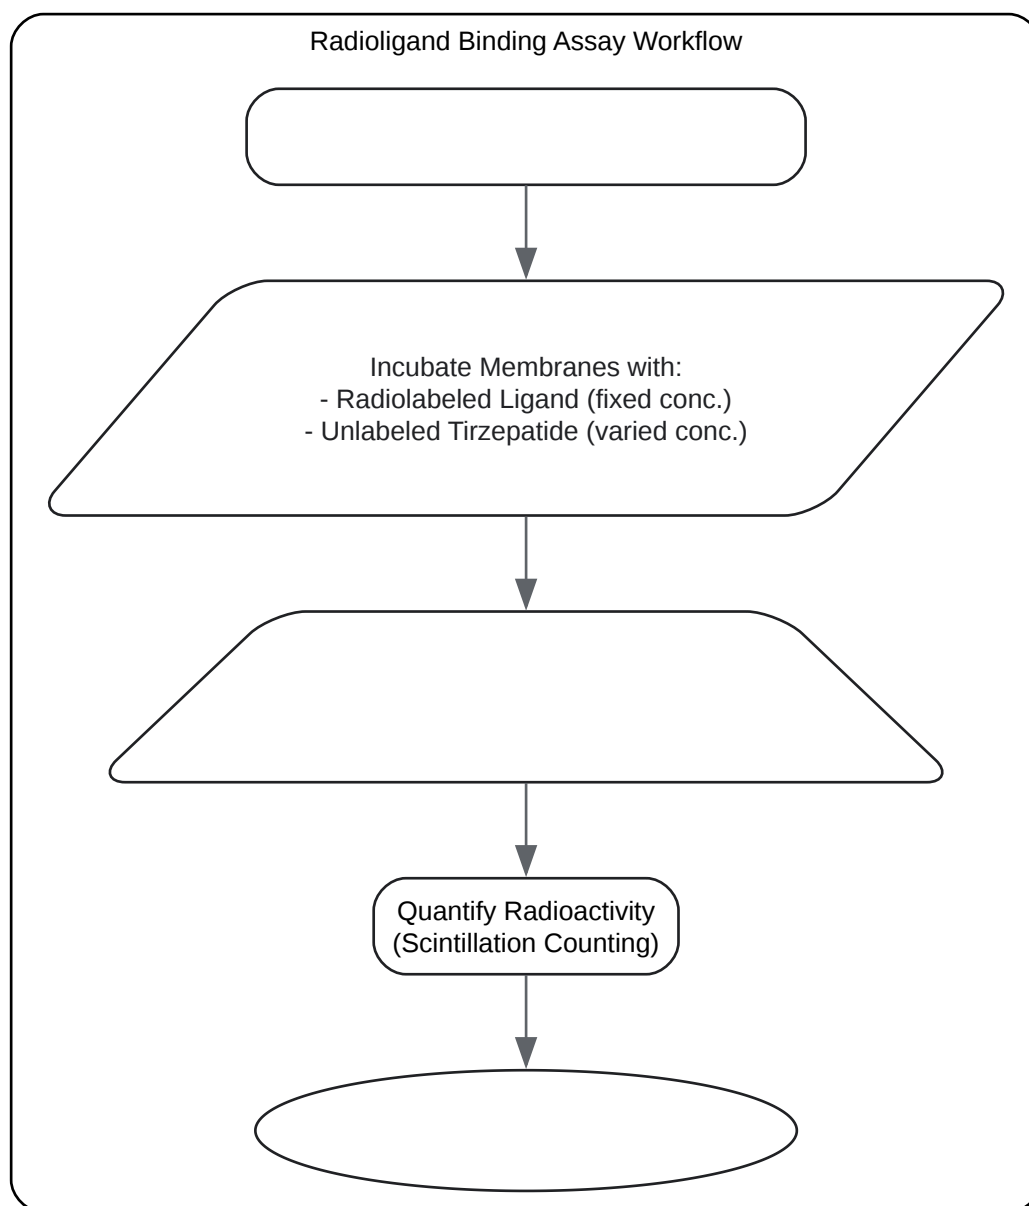 Radioligand Binding Assay Workflow
Incubate Membranes with:
- Radiolabeled Ligand (fixed conc.)
- Unlabeled Tirzepatide (varied conc.)
Quantify Radioactivity
(Scintillation Counting)